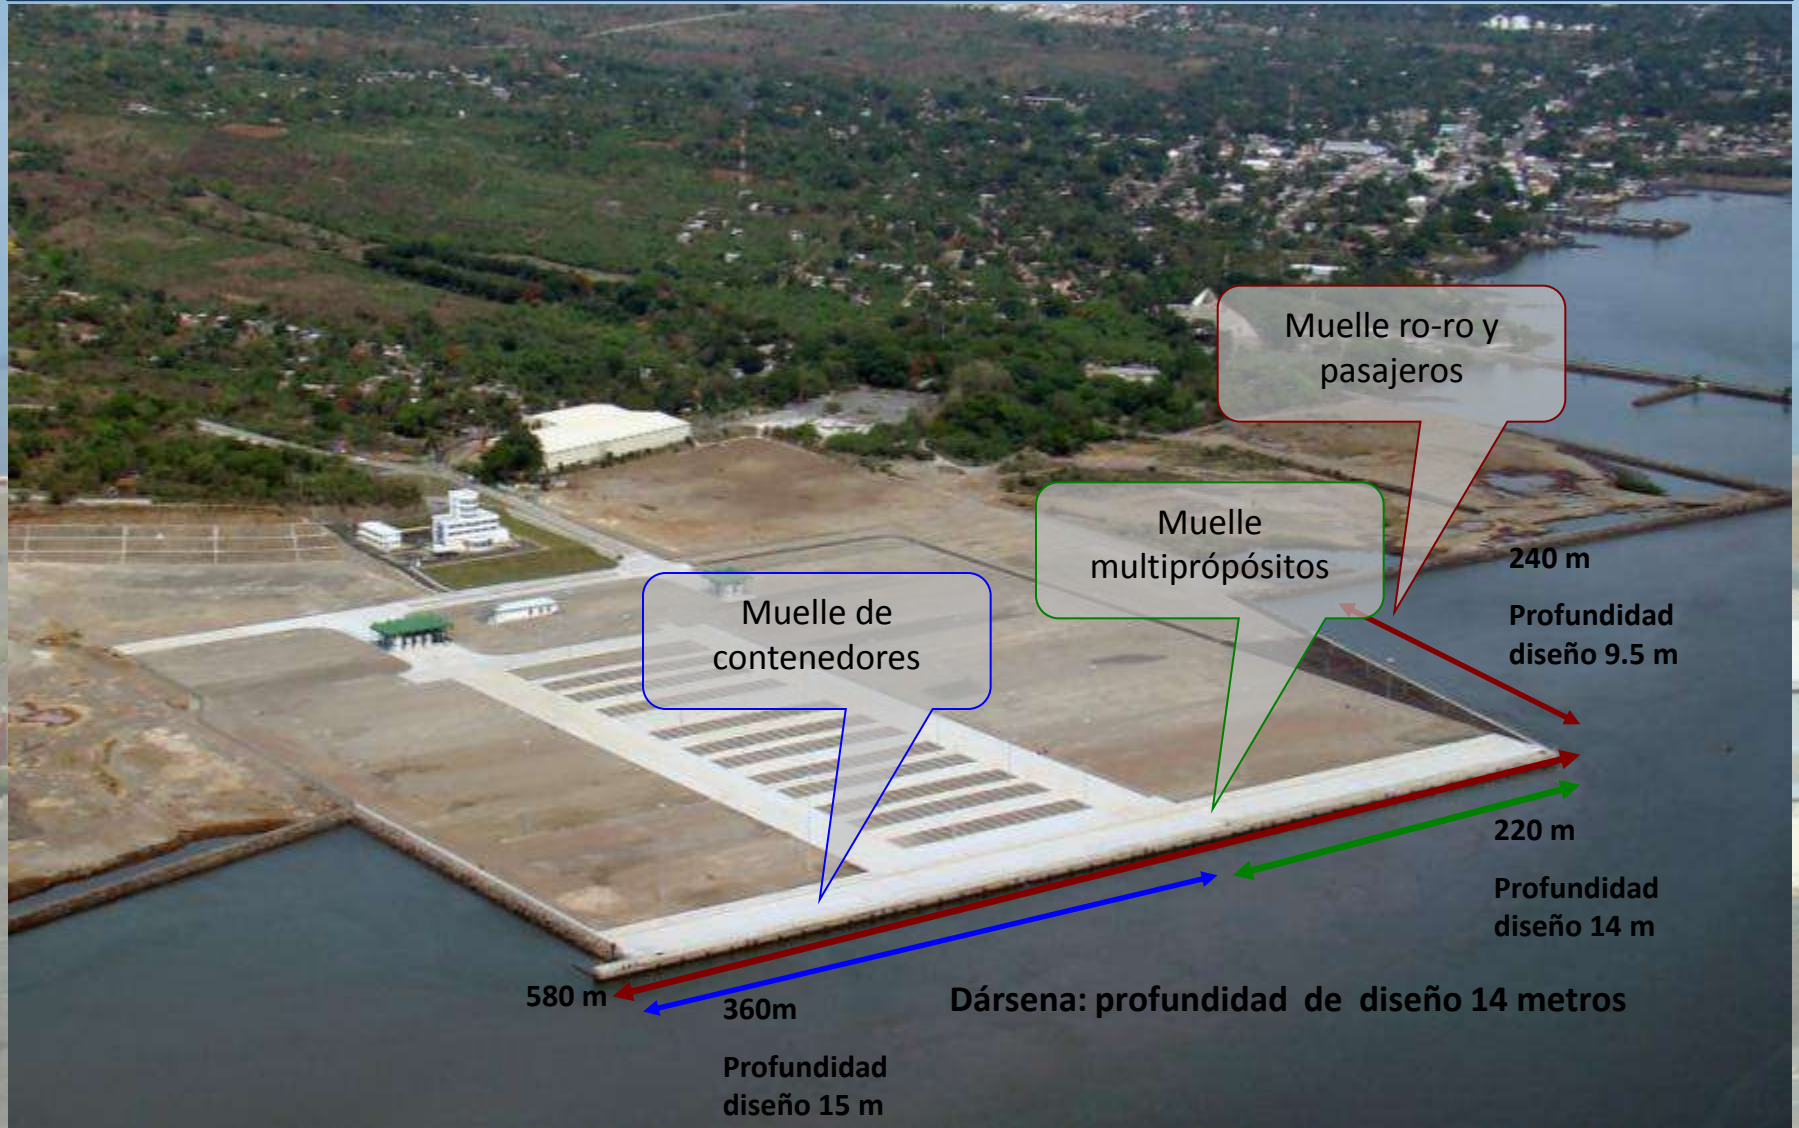 Muelle ro-ro y
pasajeros
Muelle
multiprópósitos
240 m
Profundidad
diseño 9.5 m
Muelle de
contenedores
220 m
Profundidad
diseño 14 m
580 m
360m
Dársena: profundidad de diseño 14 metros
Profundidad
diseño 15 m